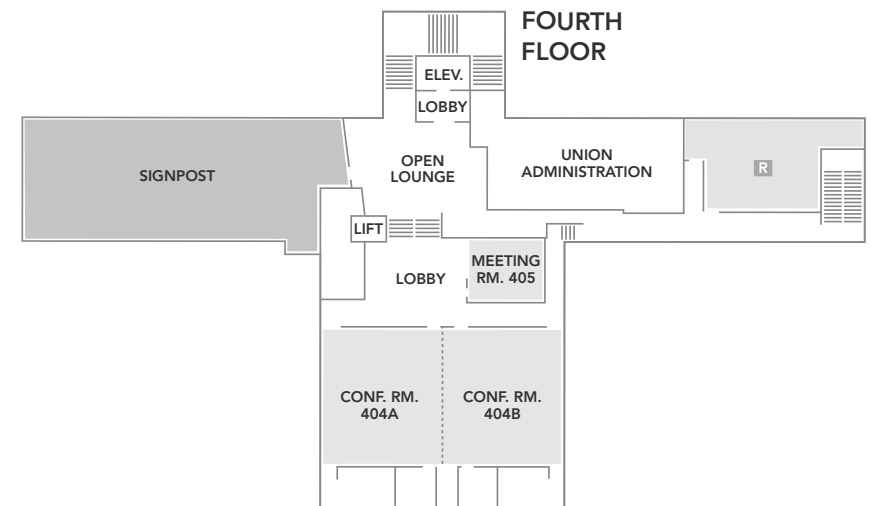 FOURTH
FLOOR
ELEV.
LOBBY
SIGNPOST
OPEN
LOUNGE
UNION
ADMINISTRATION
R
LIFT
LOBBY
MEETING
RM. 405
CONF. RM.
404A
CONF. RM.
404B